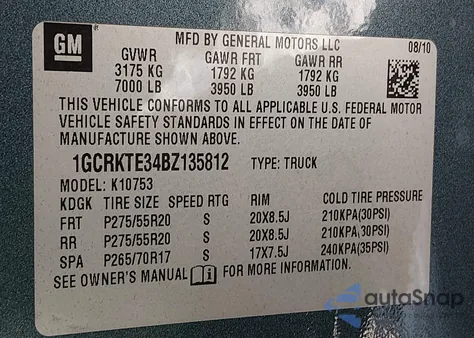 GM
MFD BY GENERAL MOTORS LLC 08/10
GVWR GAWR FRT GAWR RR
3175 KG 1792 KG 1792 KG
7000 LB 3950 LB 3950 LB
THIS VEHICLE CONFORMS TO ALL APPLICABLE U.S. FEDERAL MOTOR
VEHICLE SAFETY STANDARDS IN EFFECT ON THE DATE OF
MANUFACTURE SHOWN ABOVE.
1GCRKTE34BZ135812 TYPE: TRUCK
MODEL: K10753
KDGK TIRE SIZE SPEED RTG RIM COLD TIRE PRESSURE
FRT P275/55R20 S 20X8.5J 210KPA(30PSI)
RR P275/55R20 S 20X8.5J 210KPA(30PSI)
SPA P265/70R17 S 17X7.5J 240KPA(35PSI)
SEE OWNER'S MANUAL FOR MORE INFORMATION.
autoSnap